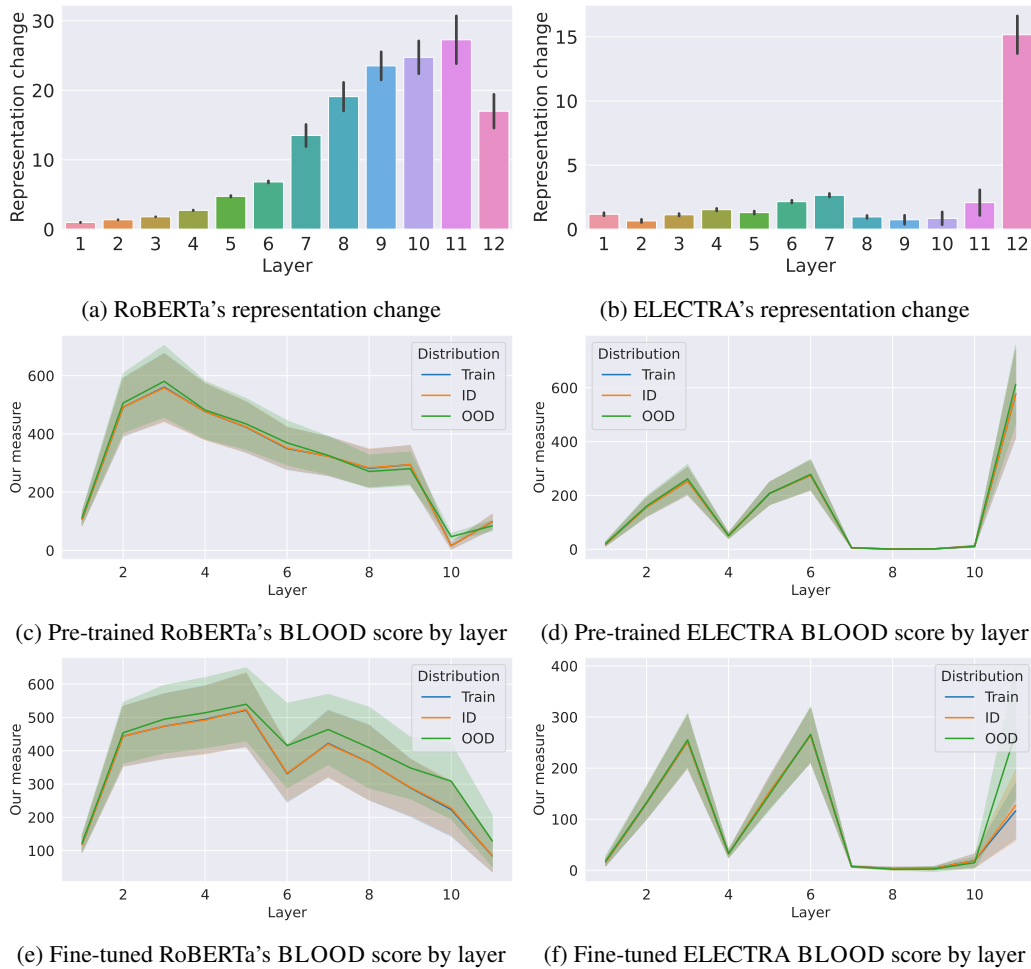 Representation change
30
20
10
0
1 2 3 4 5 6 7 8 9 10 11 12
Layer
(a) RoBERTa's representation change
Representation change
15
10
5
0
1 2 3 4 5 6 7 8 9 10 11 12
Layer
(b) ELECTRA's representation change
Our measure
600
400
200
0
2 4 6 8 10
Layer
Distribution
Train
ID
OOD
(c) Pre-trained RoBERTa's BLOOD score by layer
Our measure
600
400
200
0
2 4 6 8 10
Layer
Distribution
Train
ID
OOD
(d) Pre-trained ELECTRA BLOOD score by layer
Our measure
600
500
400
300
200
100
2 4 6 8 10
Layer
Distribution
Train
ID
OOD
(e) Fine-tuned RoBERTa's BLOOD score by layer
Our measure
400
300
200
100
0
2 4 6 8 10
Layer
Distribution
Train
ID
OOD
(f) Fine-tuned ELECTRA BLOOD score by layer